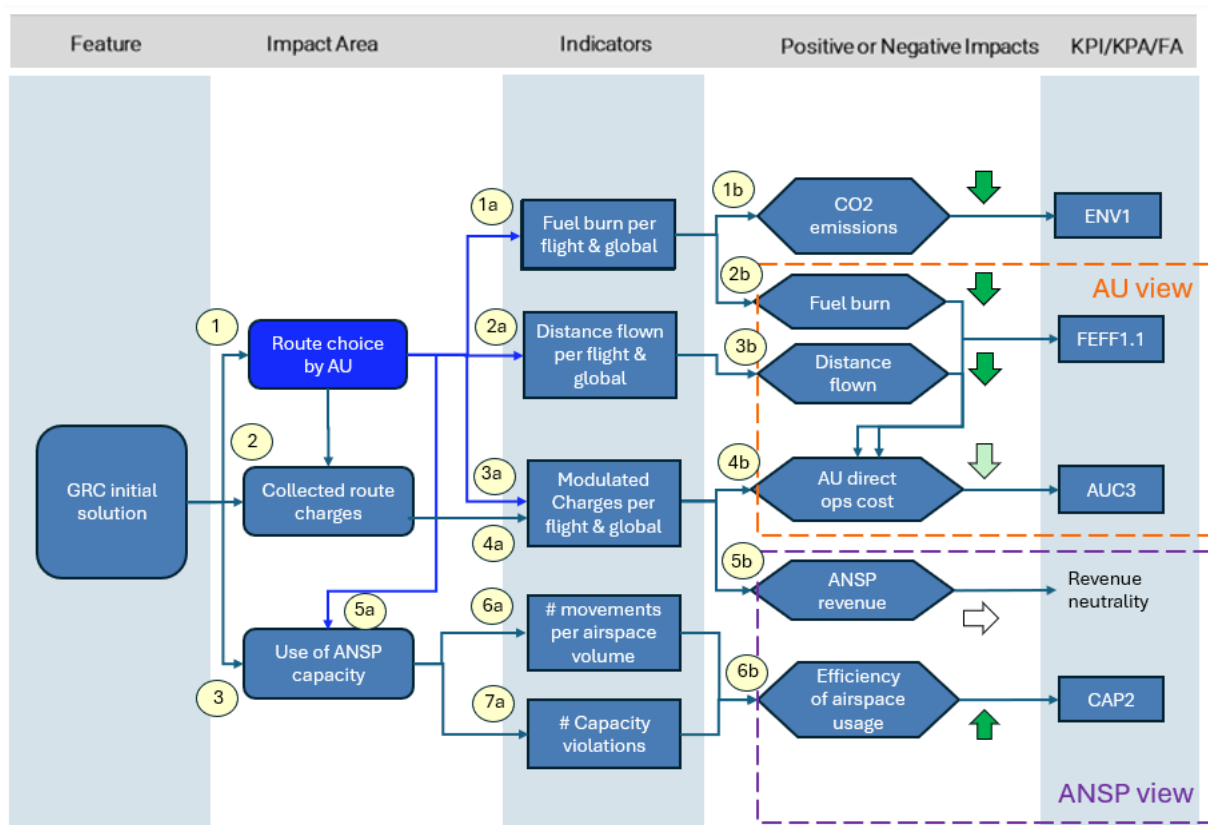 Feature
Impact Area
Indicators
Positive or Negative Impacts
KPI/KPA/FA
1a
Fuel burn per
flight & global
1b
CO2
emissions
ENV1
AU view
2b
Fuel burn
1
Route choice
by AU
2a
Distance flown
per flight &
global
3b
Distance
flown
FEFF1.1
GRC initial
solution
2
Collected route
charges
3a
4a
Modulated
Charges per
flight & global
4b
AU direct
ops cost
AUC3
5b
ANSP
revenue
Revenue
neutrality
5a
Use of ANSP
capacity
3
6a
# movements
per airspace
volume
7a
# Capacity
violations
6b
Efficiency
of airspace
usage
CAP2
ANSP view